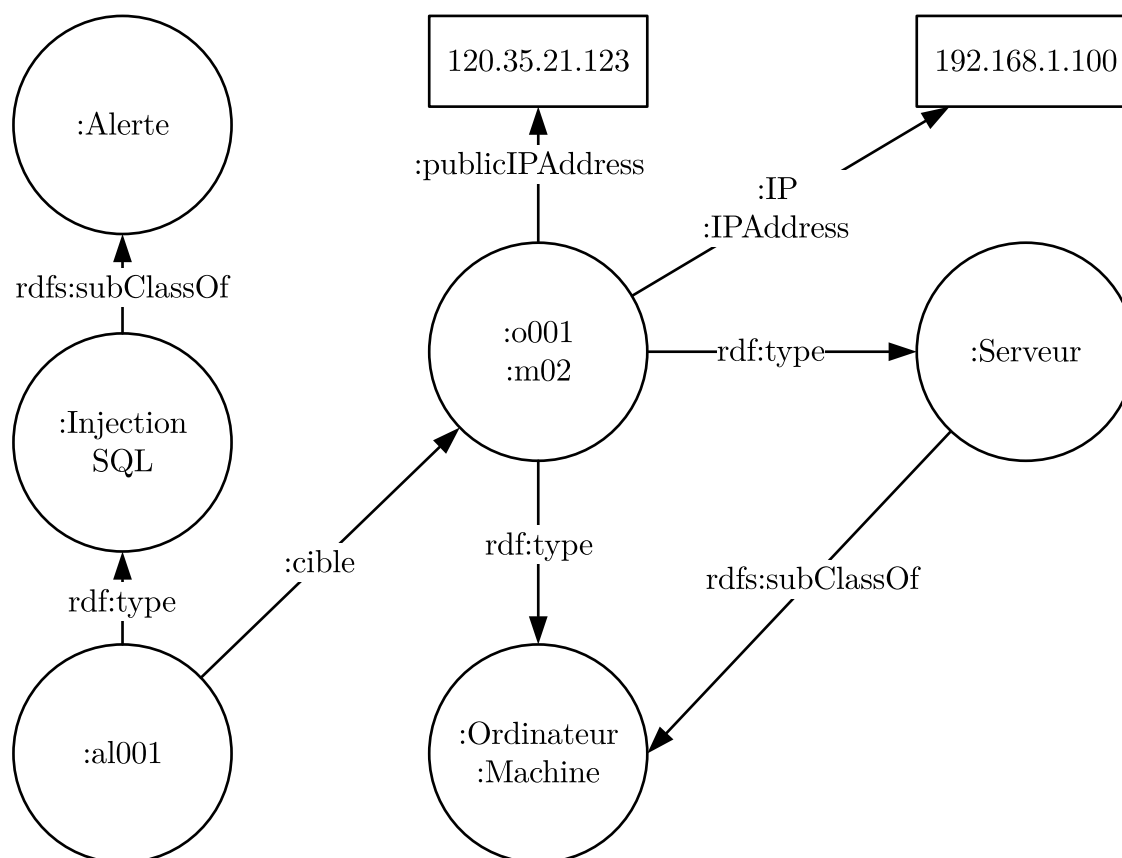 120.35.21.123
192.168.1.100
:Alerte
:publicIPAddress
:IP
:IPAddress
rdfs:subClassOf
:o001
:m02
rdf:type
:Serveur
:Injection
SQL
:cible
rdf:type
rdfs:subClassOf
rdf:type
:al001
:Ordinateur
:Machine